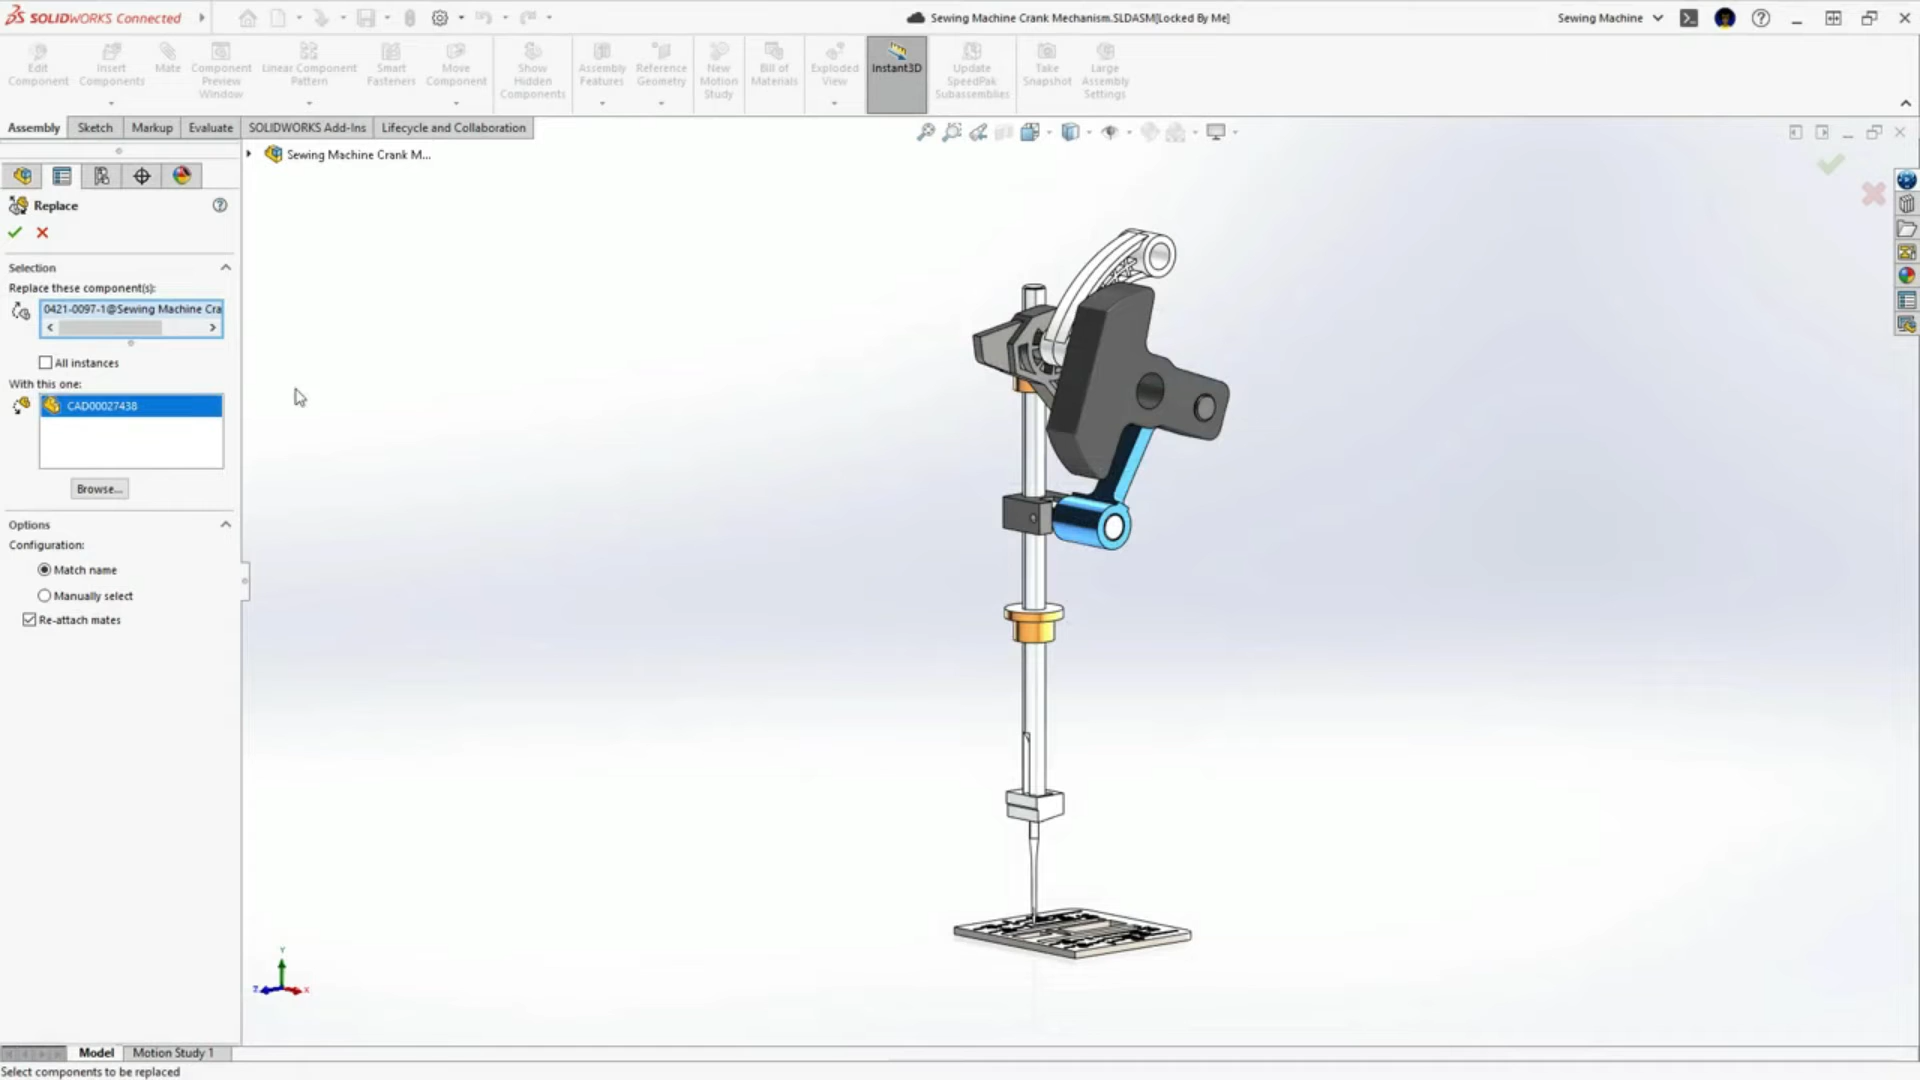 SOLIDWORKS Connected
Sewing Machine Crank Mechanism.SLDASM[Locked By Me]
Sewing Machine
Edit Component
Insert Components
Mate
Component Preview Window
Linear Component Pattern
Smart Fasteners
Move Component
Show Hidden Components
Assembly Features
Reference Geometry
New Motion Study
Bill of Materials
Exploded View
Instant3D
Update SpeedPak Subassemblies
Take Snapshot
Large Assembly Settings
Assembly
Sketch
Markup
Evaluate
SOLIDWORKS Add-Ins
Lifecycle and Collaboration
Sewing Machine Crank M...
Replace
Selection
Replace these component(s):
0421-0097-1@Sewing Machine Cra
All instances
With this one:
CAD00027438
Browse...
Options
Configuration:
Match name
Manually select
Re-attach mates
Y
Z
X
Model
Motion Study 1
Select components to be replaced